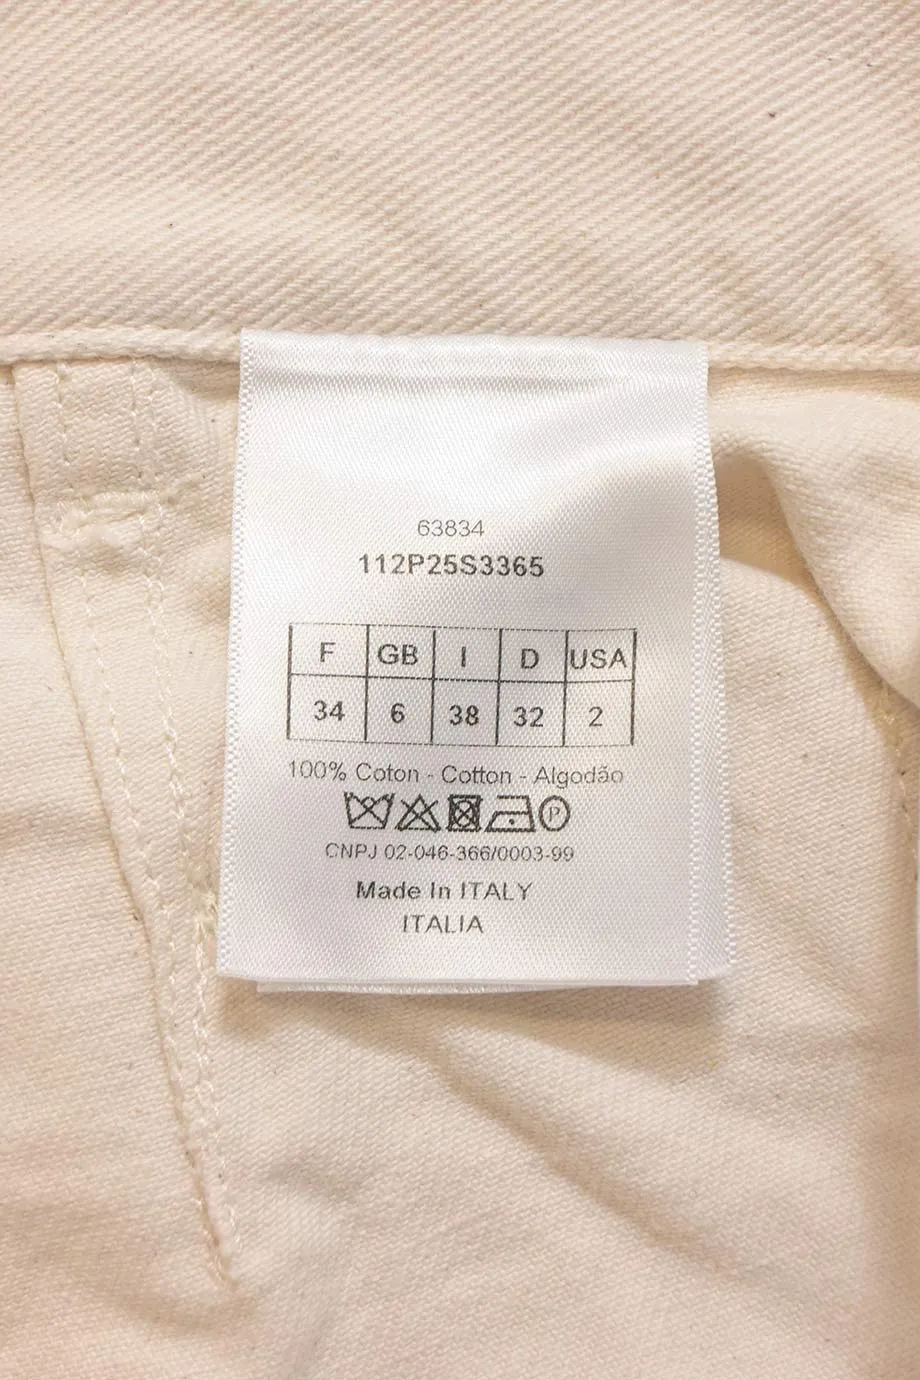 63834
112P25S3365
F GB I D USA
34 6 38 32 2
100% Coton - Cotton - Algodão
P
CNPJ 02-046-366/0003-99
Made In ITALY
ITALIA